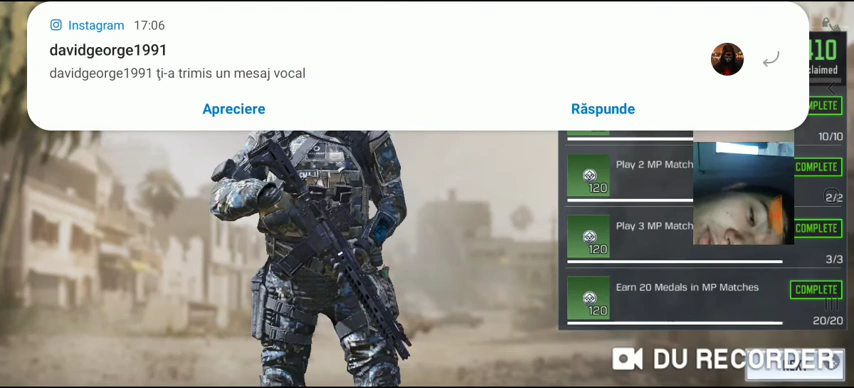 Instagram 17:06
davidgeorge1991
davidgeorge1991 ţi-a trimis un mesaj vocal
Apreciere
Răspunde
410
claimed
COMPLETE
10/10
Play 2 MP Match
COMPLETE
120
2/2
Play 3 MP Match
COMPLETE
120
3/3
Earn 20 Medals in MP Matches
COMPLETE
120
20/20
DU RECORDER